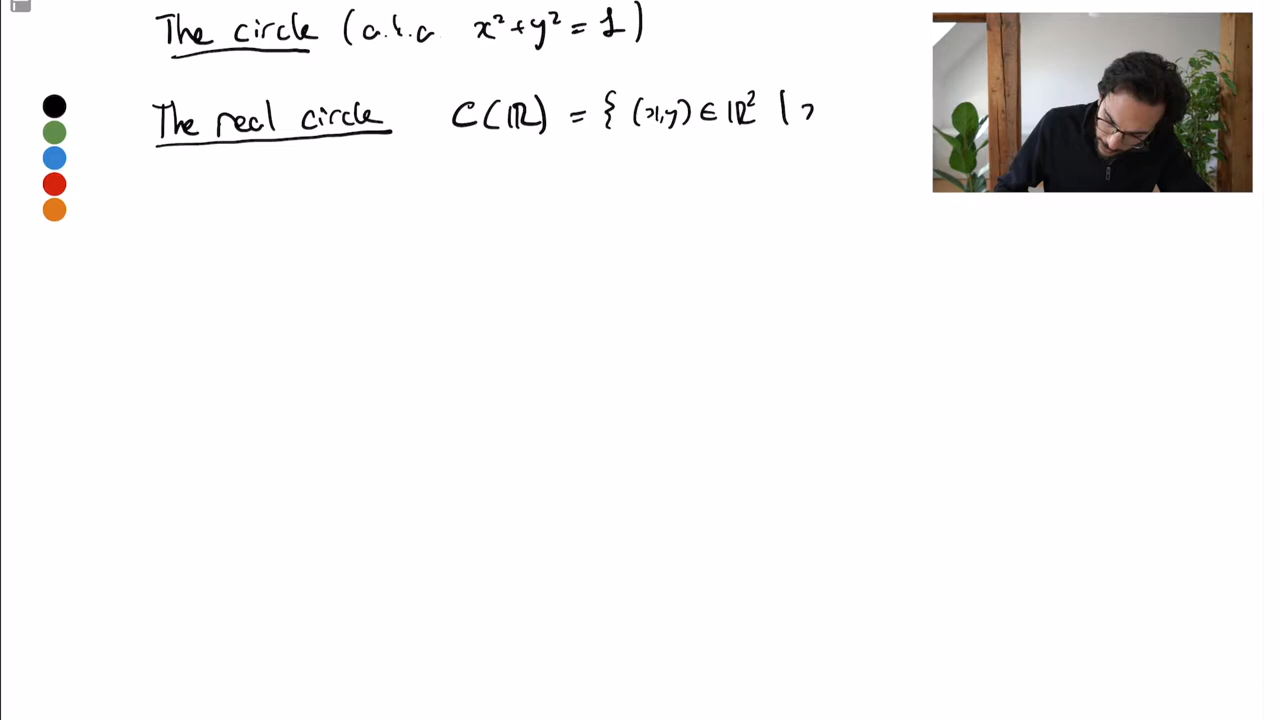 The circle (a.k.a x² + y² = 1)
The real circle C(ℝ) = { (x,y) ∈ ℝ² |